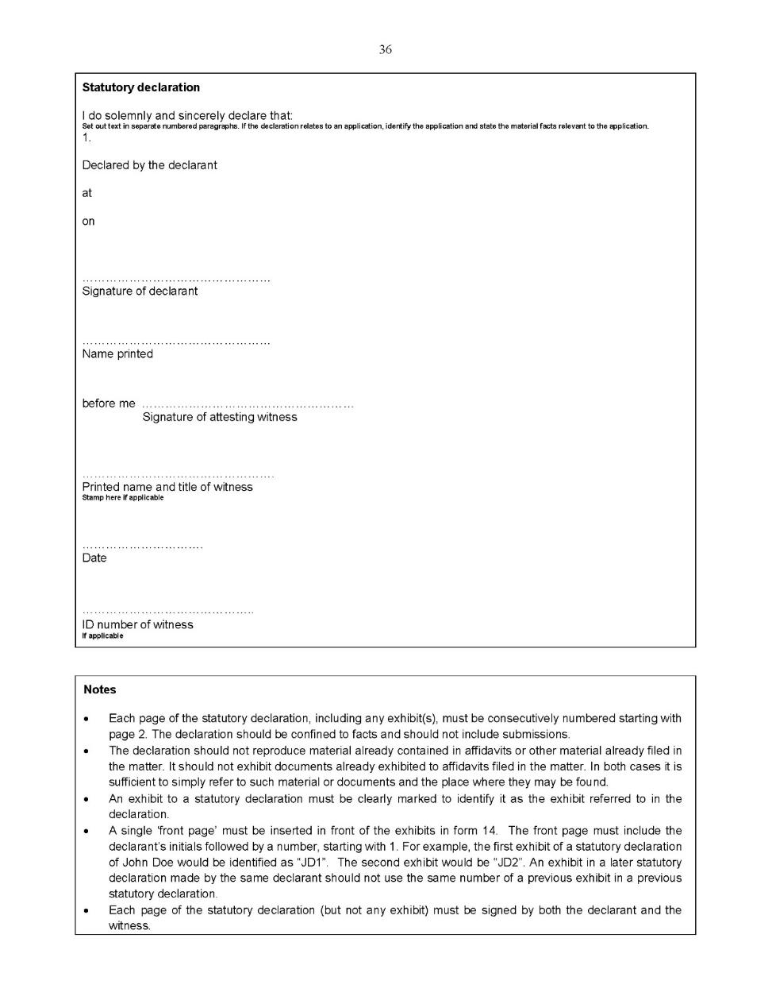 36
Statutory declaration
I do solemnly and sincerely declare that:
Set out text in separate numbered paragraphs. If the declaration relates to an application, identify the application and state the material facts relevant to the application.
1.
Declared by the declarant
at
on
…………………………………………
Signature of declarant
…………………………………………
Name printed
before me ………………………………………………
Signature of attesting witness
………………………………………….
Printed name and title of witness
Stamp here if applicable
………………………….
Date
……………………………………..
ID number of witness
If applicable
Notes
• Each page of the statutory declaration, including any exhibit(s), must be consecutively numbered starting with
page 2. The declaration should be confined to facts and should not include submissions.
• The declaration should not reproduce material already contained in affidavits or other material already filed in
the matter. It should not exhibit documents already exhibited to affidavits filed in the matter. In both cases it is
sufficient to simply refer to such material or documents and the place where they may be found.
• An exhibit to a statutory declaration must be clearly marked to identify it as the exhibit referred to in the
declaration.
• A single ‘front page’ must be inserted in front of the exhibits in form 14. The front page must include the
declarant’s initials followed by a number, starting with 1. For example, the first exhibit of a statutory declaration
of John Doe would be identified as “JD1”. The second exhibit would be “JD2”. An exhibit in a later statutory
declaration made by the same declarant should not use the same number of a previous exhibit in a previous
statutory declaration.
• Each page of the statutory declaration (but not any exhibit) must be signed by both the declarant and the
witness.